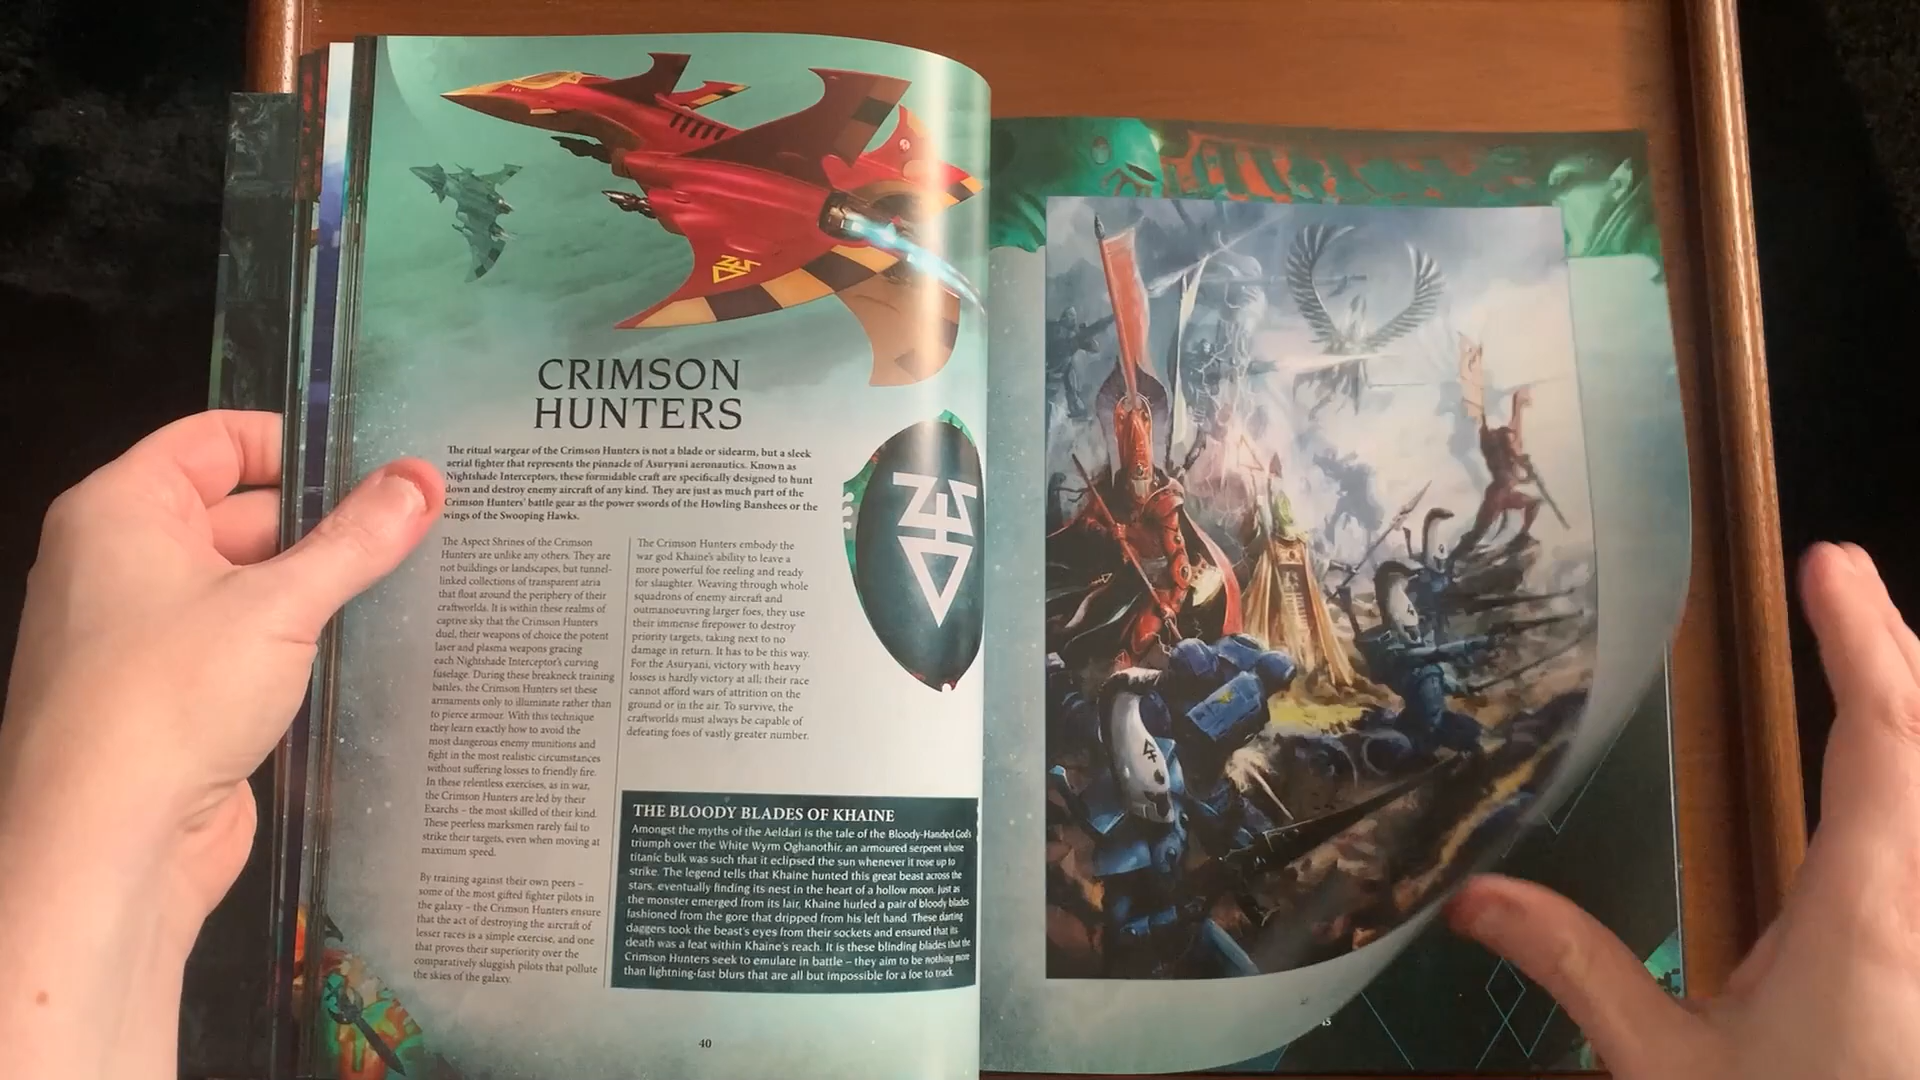 CRIMSON
HUNTERS
The ritual wargear of the Crimson Hunters is not a blade or sidearm, but a sleek
aerial fighter that represents the pinnacle of Asuryani aeronautics. Known as
Nightshade Interceptors, these formidable craft are specifically designed to hunt
down and destroy enemy aircraft of any kind. They are just as much part of the
Crimson Hunters' battle gear as the power swords of the Howling Banshees or the
wings of the Swooping Hawks.
The Aspect Shrines of the Crimson
Hunters are unlike any others. They are
not buildings or landscapes, but tunnel-
linked collections of transparent atria
that float around the periphery of their
craftworlds. It is within these realms of
captive sky that the Crimson Hunters
duel, their weapons of choice the potent
laser and plasma weapons gracing
each Nightshade Interceptor's curving
fuselage. During these breakneck training
battles, the Crimson Hunters set these
armaments only to illuminate rather than
to pierce armour. With this technique
they learn exactly how to avoid the
most dangerous enemy munitions and
fight in the most realistic circumstances
without suffering losses to friendly fire.
In these relentless exercises, as in war,
the Crimson Hunters are led by their
Exarchs – the most skilled of their kind.
These peerless marksmen rarely fail to
strike their targets, even when moving at
maximum speed.
By training against their own peers –
some of the most gifted fighter pilots in
the galaxy – the Crimson Hunters ensure
that the act of destroying the aircraft of
lesser races is a simple exercise, and one
that proves their superiority over the
comparatively sluggish pilots that pollute
the skies of the galaxy.
The Crimson Hunters embody the
war god Khaine's ability to leave a
more powerful foe reeling and ready
for slaughter. Weaving through whole
squadrons of enemy aircraft and
outmanoeuvring larger foes, they use
their immense firepower to destroy
priority targets, taking next to no
damage in return. It has to be this way.
For the Asuryani, victory with heavy
losses is hardly victory at all; their race
cannot afford wars of attrition on the
ground or in the air. To survive, the
craftworlds must always be capable of
defeating foes of vastly greater number.
THE BLOODY BLADES OF KHAINE
Amongst the myths of the Aeldari is the tale of the Bloody-Handed God's
triumph over the White Wyrm Oghanothir, an armoured serpent whose
titanic bulk was such that it eclipsed the sun whenever it rose up to
strike. The legend tells that Khaine hunted this great beast across the
stars, eventually finding its nest in the heart of a hollow moon. Just as
the monster emerged from its lair, Khaine hurled a pair of bloody blades
fashioned from the gore that dripped from his left hand. These darting
daggers took the beast's eyes from their sockets and ensured that its
death was a feat within Khaine's reach. It is these blinding blades that the
Crimson Hunters seek to emulate in battle – they aim to be nothing more
than lightning-fast blurs that are all but impossible for a foe to track.
40